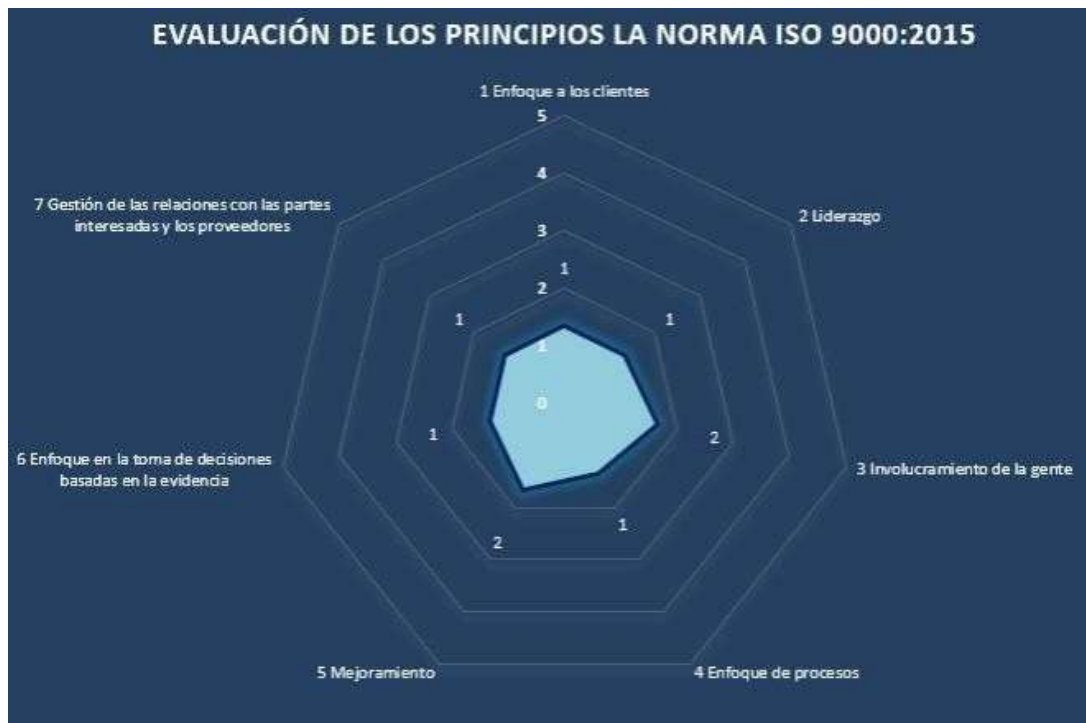 EVALUACIÓN DE LOS PRINCIPIOS LA NORMA ISO 9000:2015
1 Enfoque a los clientes
5
4
7 Gestión de las relaciones con las partes
interesadas y los proveedores
2 Liderazgo
3
1
2
1
1
1
0
1
2
6 Enfoque en la toma de decisiones
basadas en la evidencia
3 Involucramiento de la gente
1
2
5 Mejoramiento
4 Enfoque de procesos